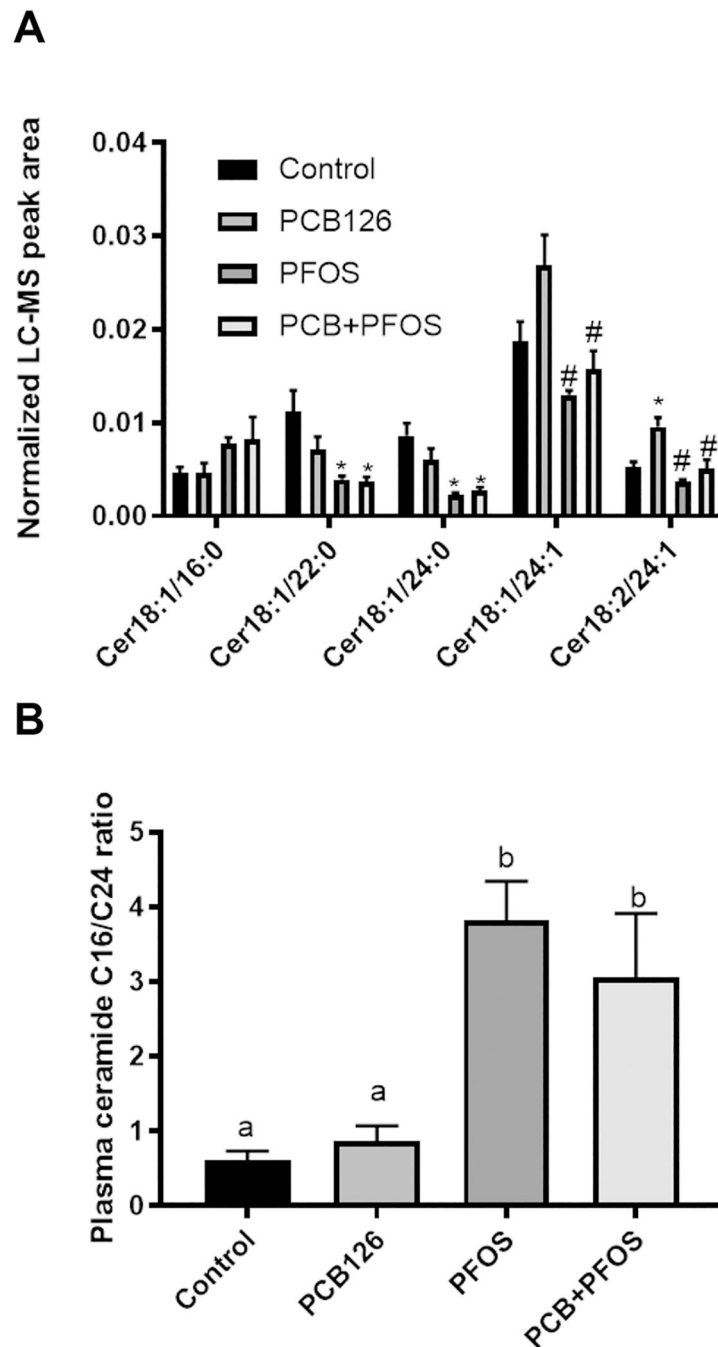 A
Normalized LC-MS peak area
0.04
0.03
0.02
0.01
0.00
Control
PCB126
PFOS
PCB+PFOS
* *
* *
# #
* # #
Cer18:1/16:0
Cer18:1/22:0
Cer18:1/24:0
Cer18:1/24:1
Cer18:2/24:1
B
Plasma ceramide C16/C24 ratio
5
4
3
2
1
0
a
a
b
b
Control
PCB126
PFOS
PCB+PFOS